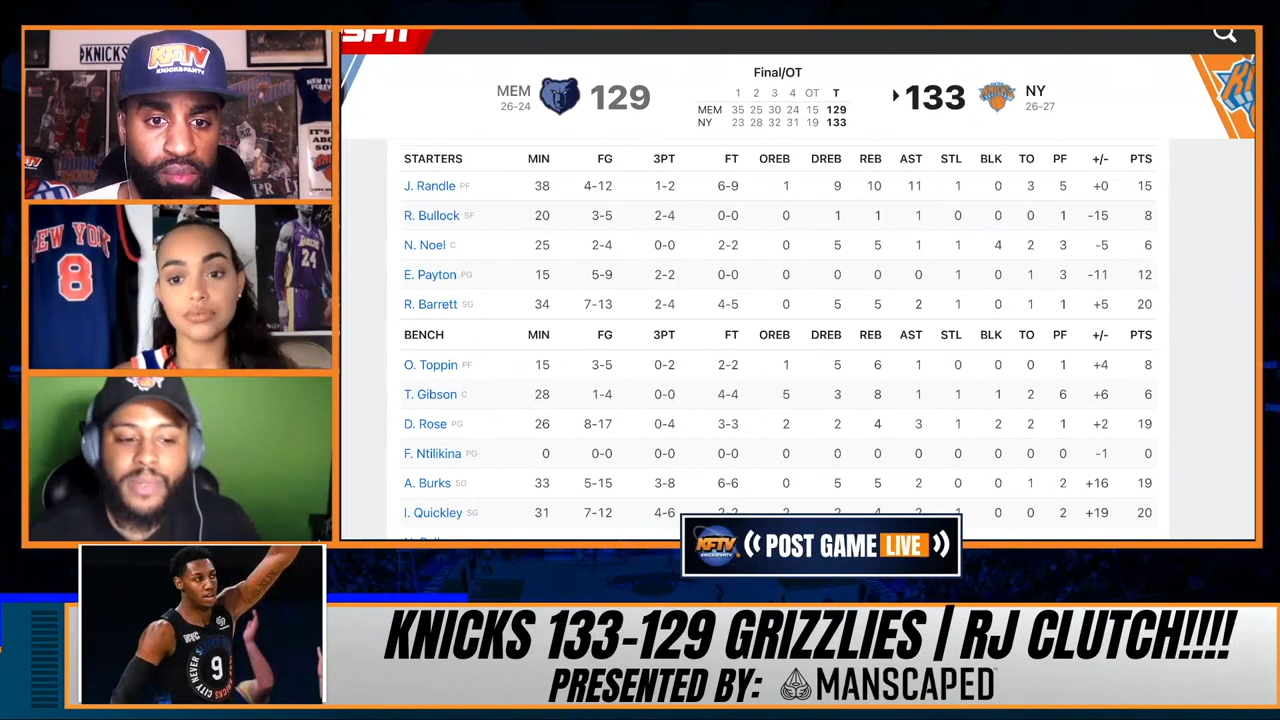 KNICKS
KFTV
KNICKSFANTV
NEW YORK
8
LAKERS
24
ESPN
Final/OT
MEM
26-24
129
1 2 3 4 OT T
MEM 35 25 30 24 15 129
NY 23 28 32 31 19 133
133
NY
26-27
STARTERS MIN FG 3PT FT OREB DREB REB AST STL BLK TO PF +/- PTS
J. Randle PF 38 4-12 1-2 6-9 1 9 10 11 1 0 3 5 +0 15
R. Bullock SF 20 3-5 2-4 0-0 0 1 1 1 0 0 0 1 -15 8
N. Noel C 25 2-4 0-0 2-2 0 5 5 1 1 4 2 3 -5 6
E. Payton PG 15 5-9 2-2 0-0 0 0 0 0 1 0 1 3 -11 12
R. Barrett SG 34 7-13 2-4 4-5 0 5 5 2 1 0 1 1 +5 20
BENCH MIN FG 3PT FT OREB DREB REB AST STL BLK TO PF +/- PTS
O. Toppin PF 15 3-5 0-2 2-2 1 5 6 1 0 0 0 1 +4 8
T. Gibson C 28 1-4 0-0 4-4 5 3 8 1 1 1 2 6 +6 6
D. Rose PG 26 8-17 0-4 3-3 2 2 4 3 1 2 2 1 +2 19
F. Ntilikina PG 0 0-0 0-0 0-0 0 0 0 0 0 0 0 0 -1 0
A. Burks SG 33 5-15 3-8 6-6 0 5 5 2 0 0 1 2 +16 19
I. Quickley SG 31 7-12 4-6 2-2 2 2 4 2 1 0 0 2 +19 20
KFTV
KNICKSFANTV
POST GAME LIVE
9
CITY NEVER
KNICKS 133-129 GRIZZLIES | RJ CLUTCH!!!!
PRESENTED BY: MANSCAPED